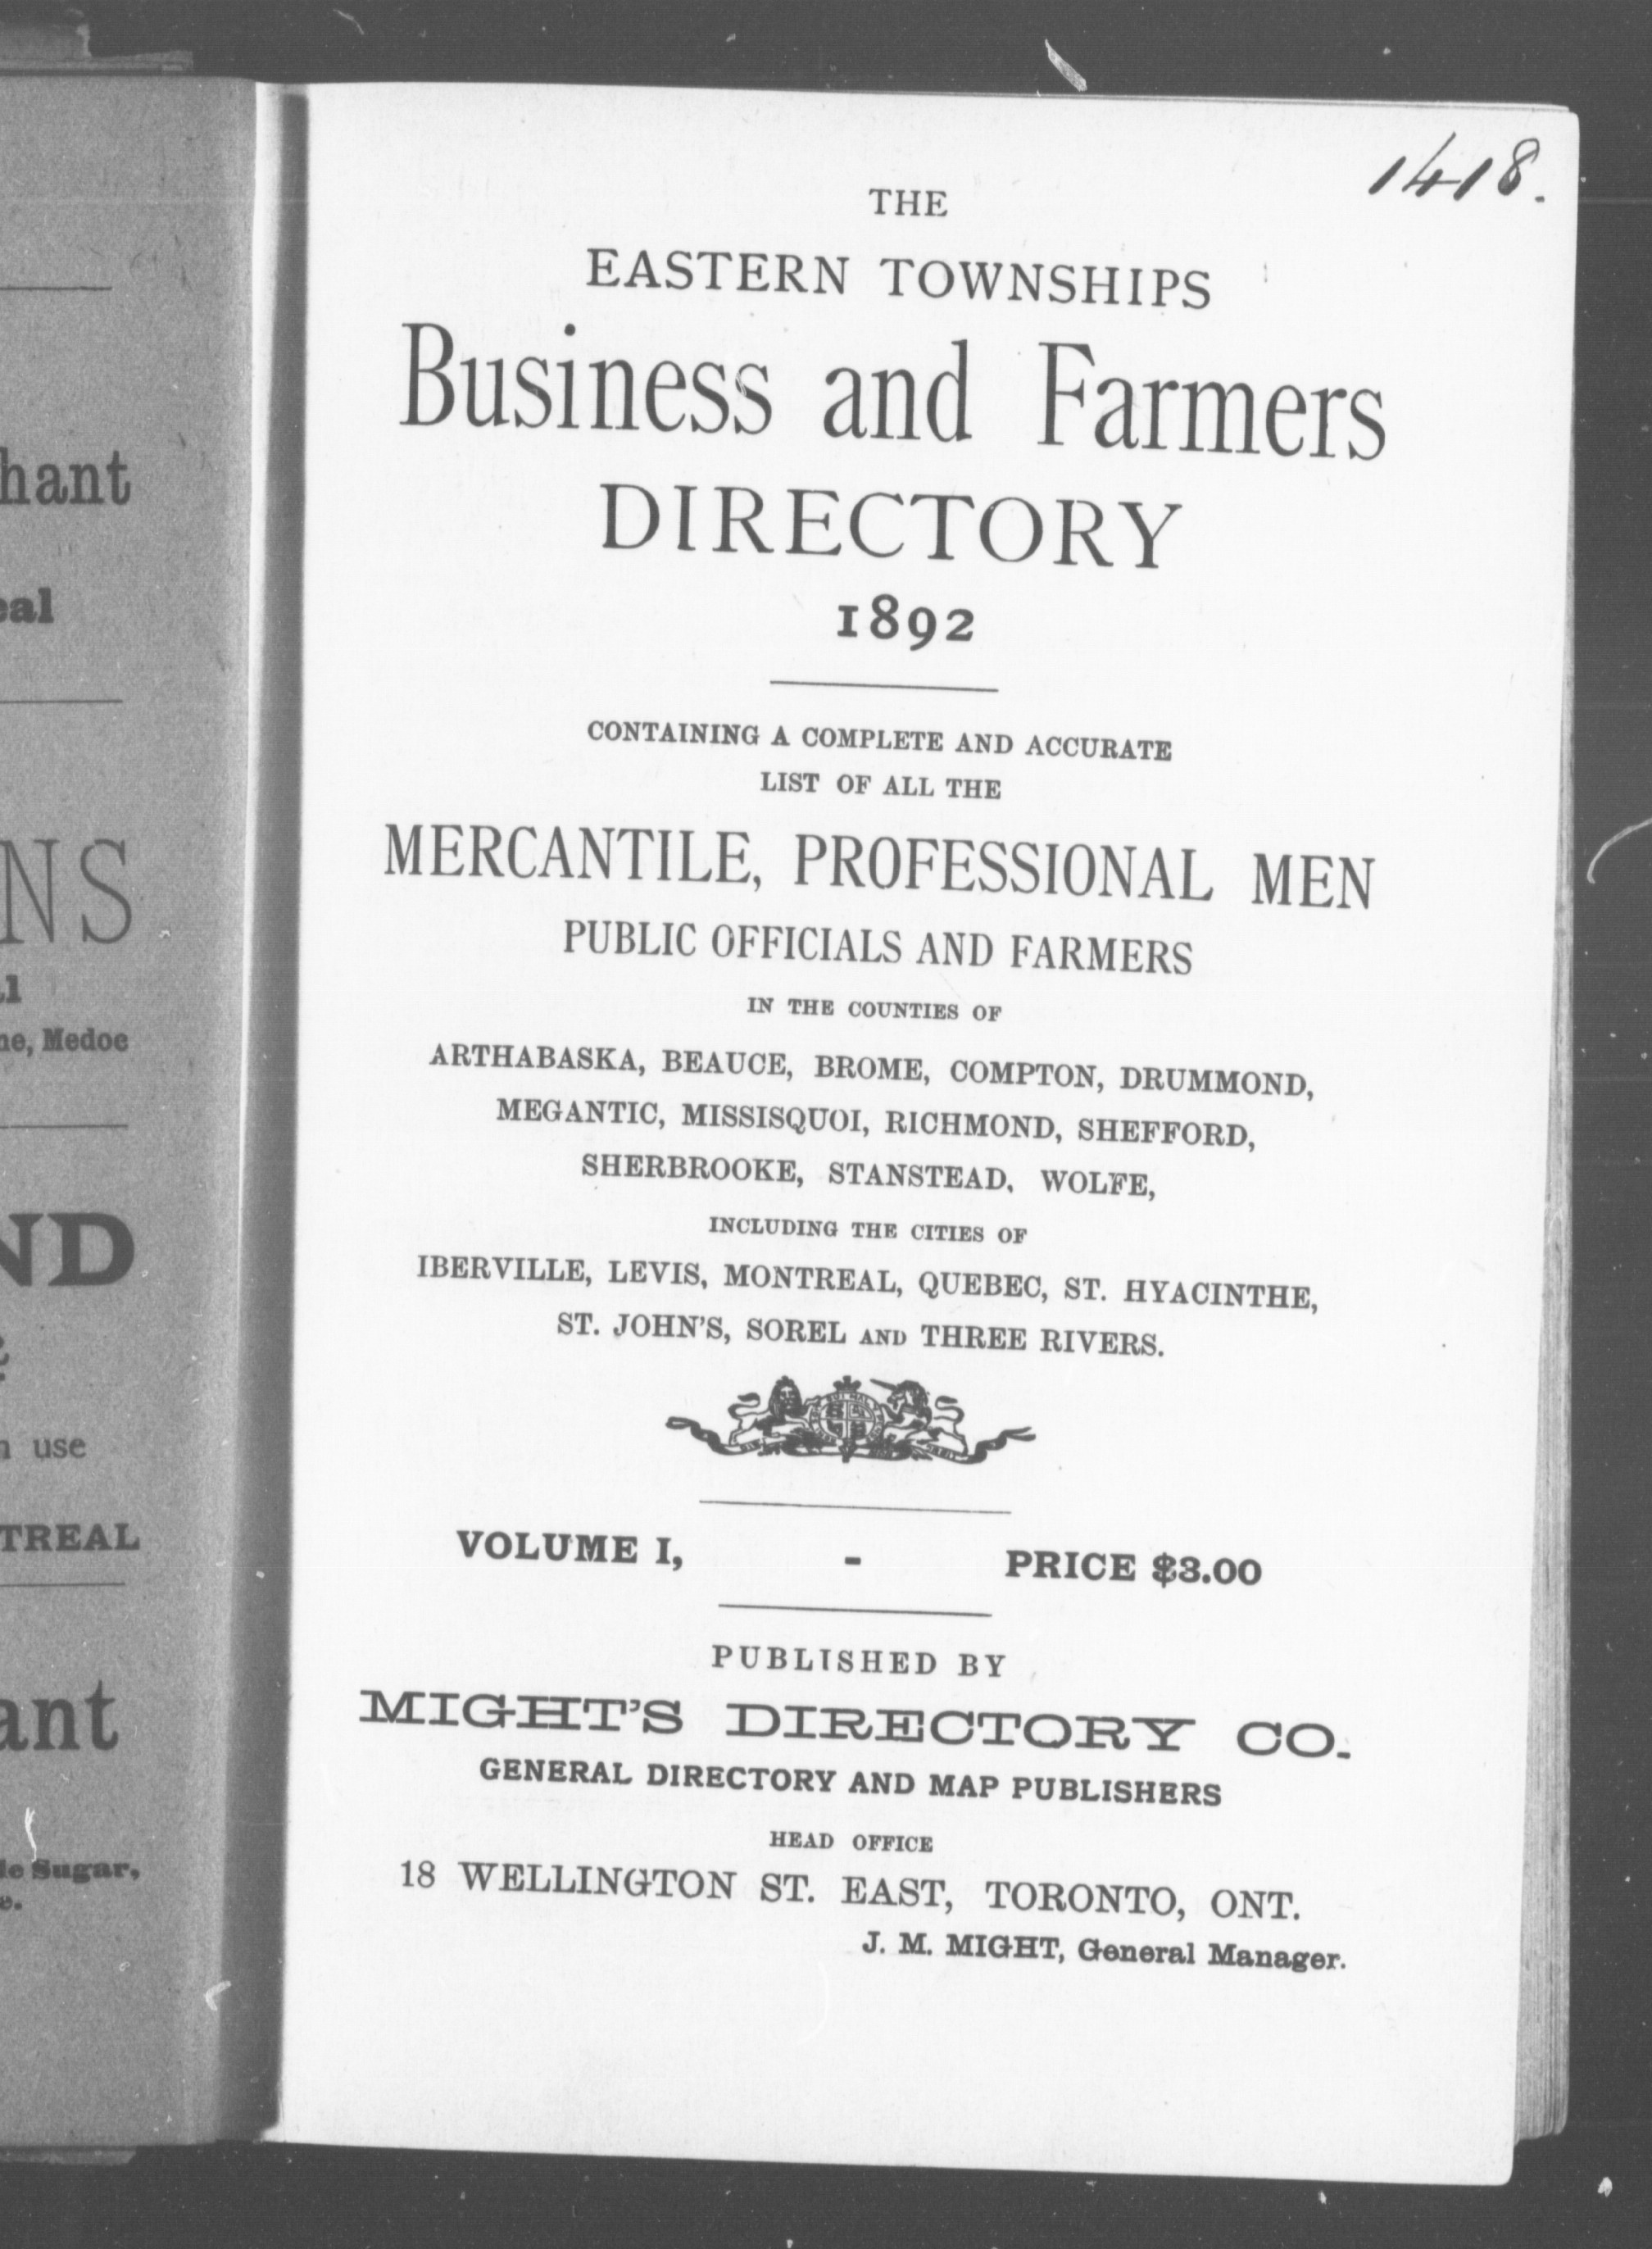 hant
eal
NS
ne, Medoc
ND
use
TREAL
ant
le Sugar,
1418.
THE
EASTERN TOWNSHIPS
Business and Farmers
DIRECTORY
1892
CONTAINING A COMPLETE AND ACCURATE
LIST OF ALL THE
MERCANTILE, PROFESSIONAL MEN
PUBLIC OFFICIALS AND FARMERS
IN THE COUNTIES OF
ARTHABASKA, BEAUCE, BROME, COMPTON, DRUMMOND,
MEGANTIC, MISSISQUOI, RICHMOND, SHEFFORD,
SHERBROOKE, STANSTEAD, WOLFE,
INCLUDING THE CITIES OF
IBERVILLE, LEVIS, MONTREAL, QUEBEC, ST. HYACINTHE,
ST. JOHN'S, SOREL AND THREE RIVERS.
VOLUME I, - PRICE $3.00
PUBLISHED BY
MIGHT'S DIRECTORY CO.
GENERAL DIRECTORY AND MAP PUBLISHERS
HEAD OFFICE
18 WELLINGTON ST. EAST, TORONTO, ONT.
J. M. MIGHT, General Manager.